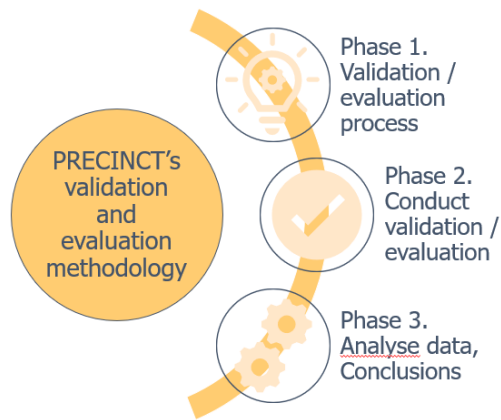 PRECINCT's
validation
and
evaluation
methodology
Phase 1.
Validation /
evaluation
process
Phase 2.
Conduct
validation /
evaluation
Phase 3.
Analyse data,
Conclusions